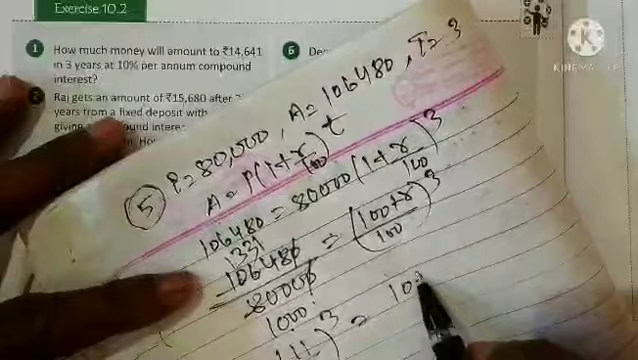 Exercise 10.2
1 How much money will amount to ₹14,641
in 3 years at 10% per annum compound
interest?
6 De
Raj gets an amount of ₹15,680 after
years from a fixed deposit with
giving
ound intere
KINEMASTER
5 P=80,000, A=106480, T=3
A = P(1+r/100)t
106480 = 80000(1+r/100)3
1331
106480/80000 = (100+r/100)3
1000
11)3 = 10